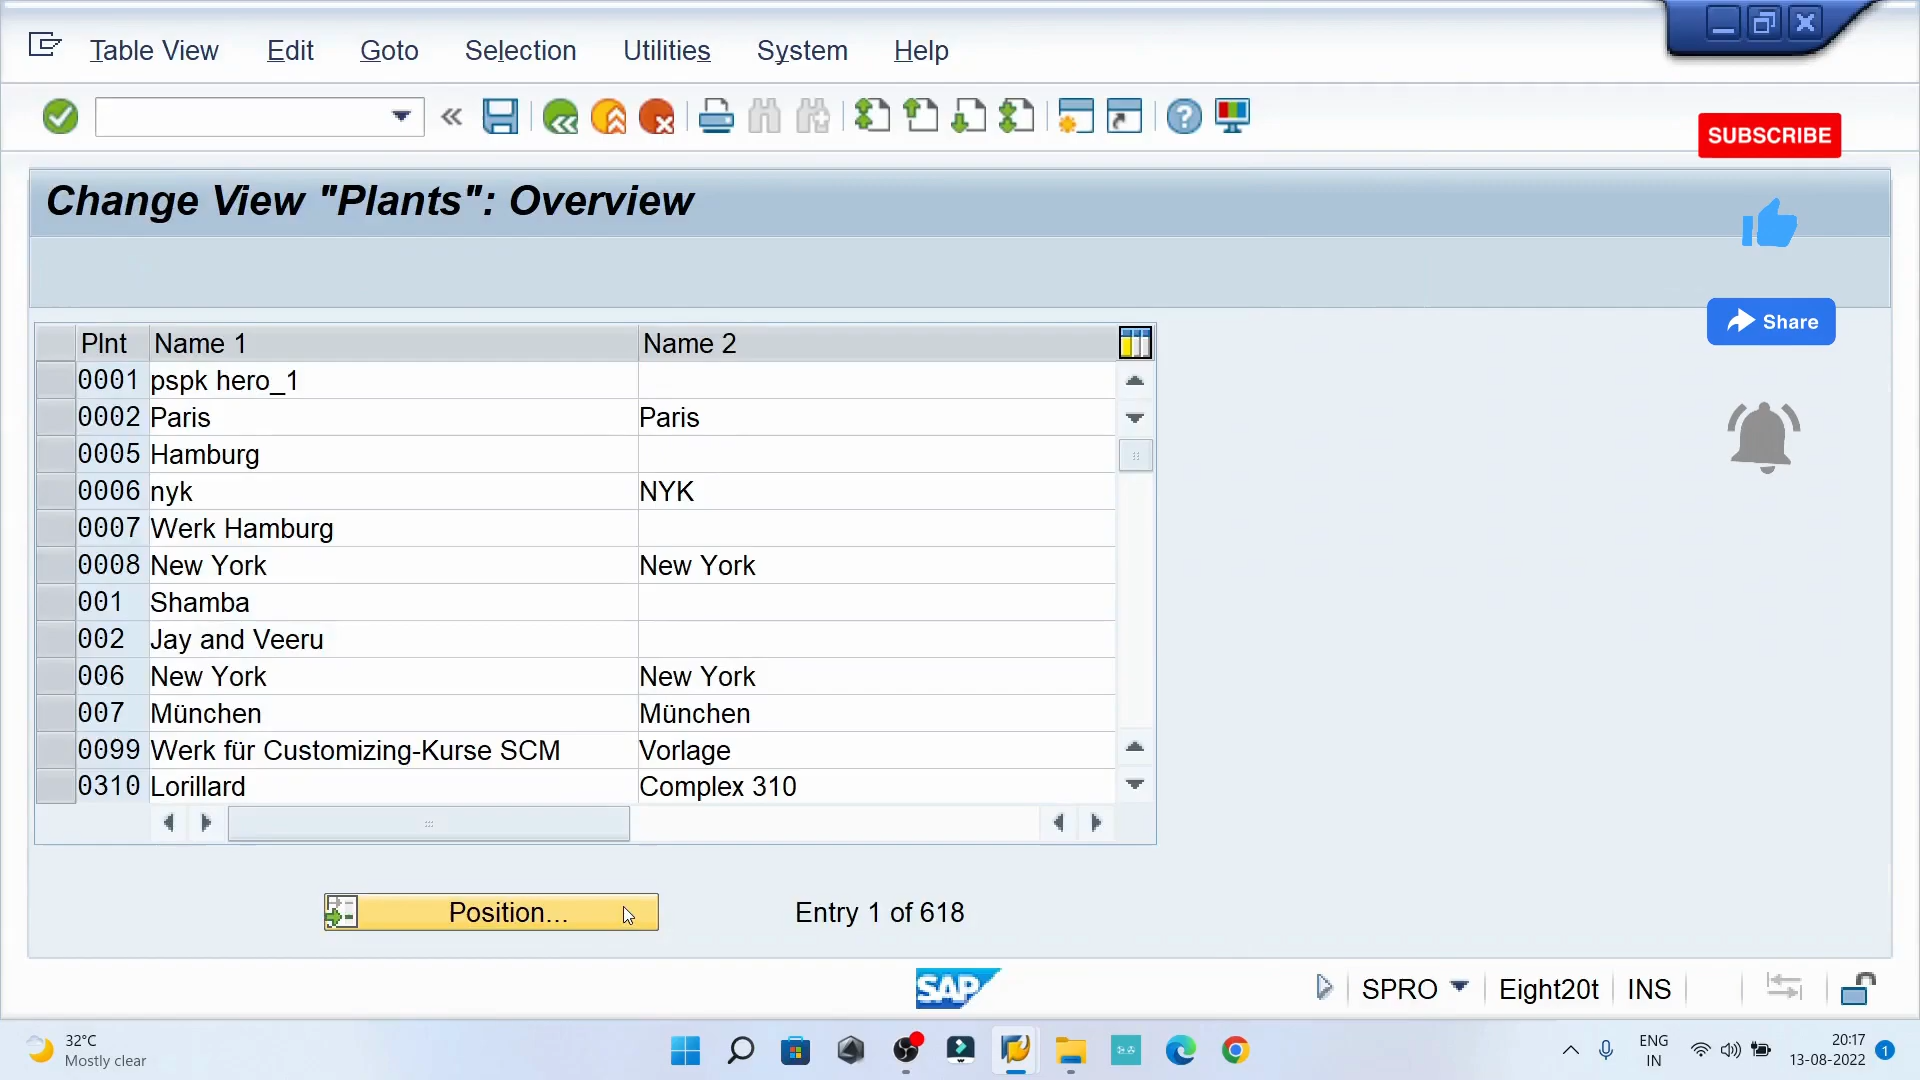 Table View Edit Goto Selection Utilities System Help
SUBSCRIBE
Change View "Plants": Overview
Share
Plnt Name 1 Name 2
0001 pspk hero_1
0002 Paris Paris
0005 Hamburg
0006 nyk NYK
0007 Werk Hamburg
0008 New York New York
001 Shamba
002 Jay and Veeru
006 New York New York
007 München München
0099 Werk für Customizing-Kurse SCM Vorlage
0310 Lorillard Complex 310
Position... Entry 1 of 618
SAP SPRO Eight20t INS
32°C
Mostly clear
ENG
IN
20:17
13-08-2022
1